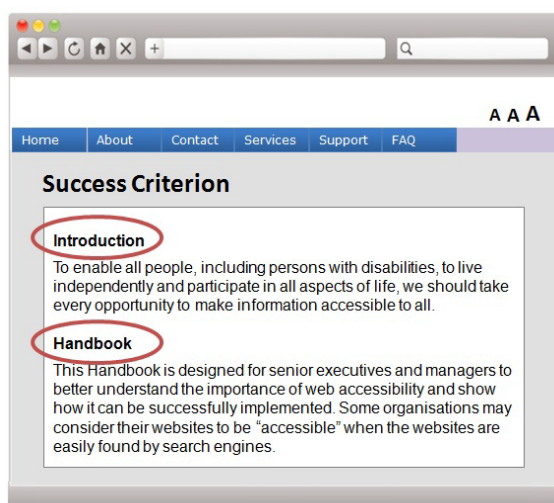 A A A
Home About Contact Services Support FAQ
Success Criterion
Introduction
To enable all people, including persons with disabilities, to live
independently and participate in all aspects of life, we should take
every opportunity to make information accessible to all.
Handbook
This Handbook is designed for senior executives and managers to
better understand the importance of web accessibility and show
how it can be successfully implemented. Some organisations may
consider their websites to be “accessible” when the websites are
easily found by search engines.